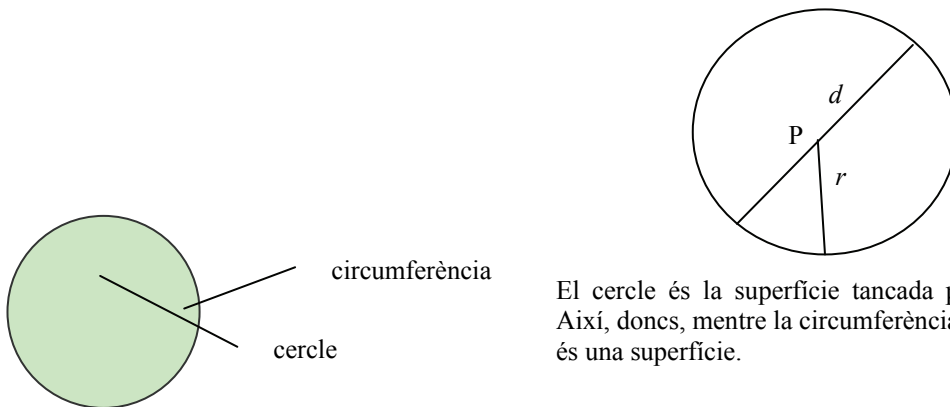 d
P
r
circumferència
cercle
El cercle és la superfície tancada
Així, doncs, mentre la circumferència
és una superfície.